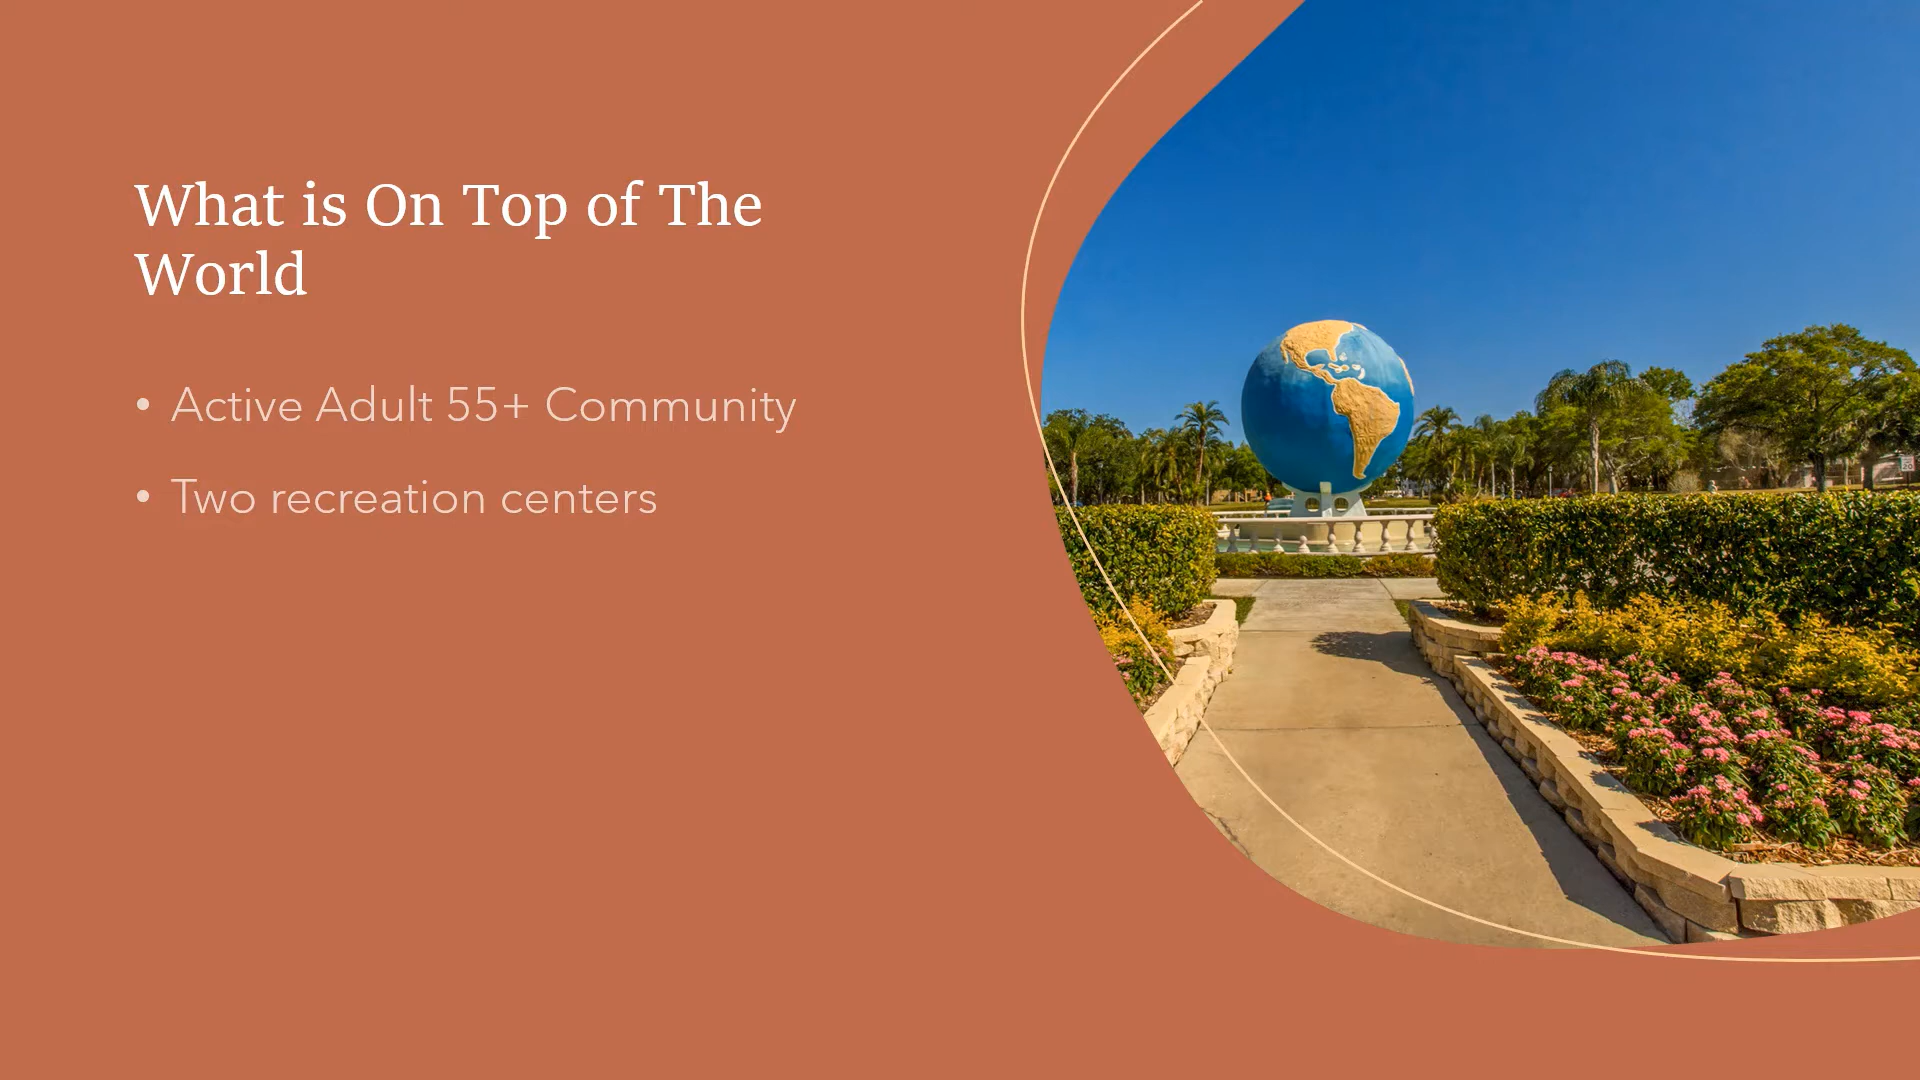 What is On Top of The
World
• Active Adult 55+ Community
• Two recreation centers